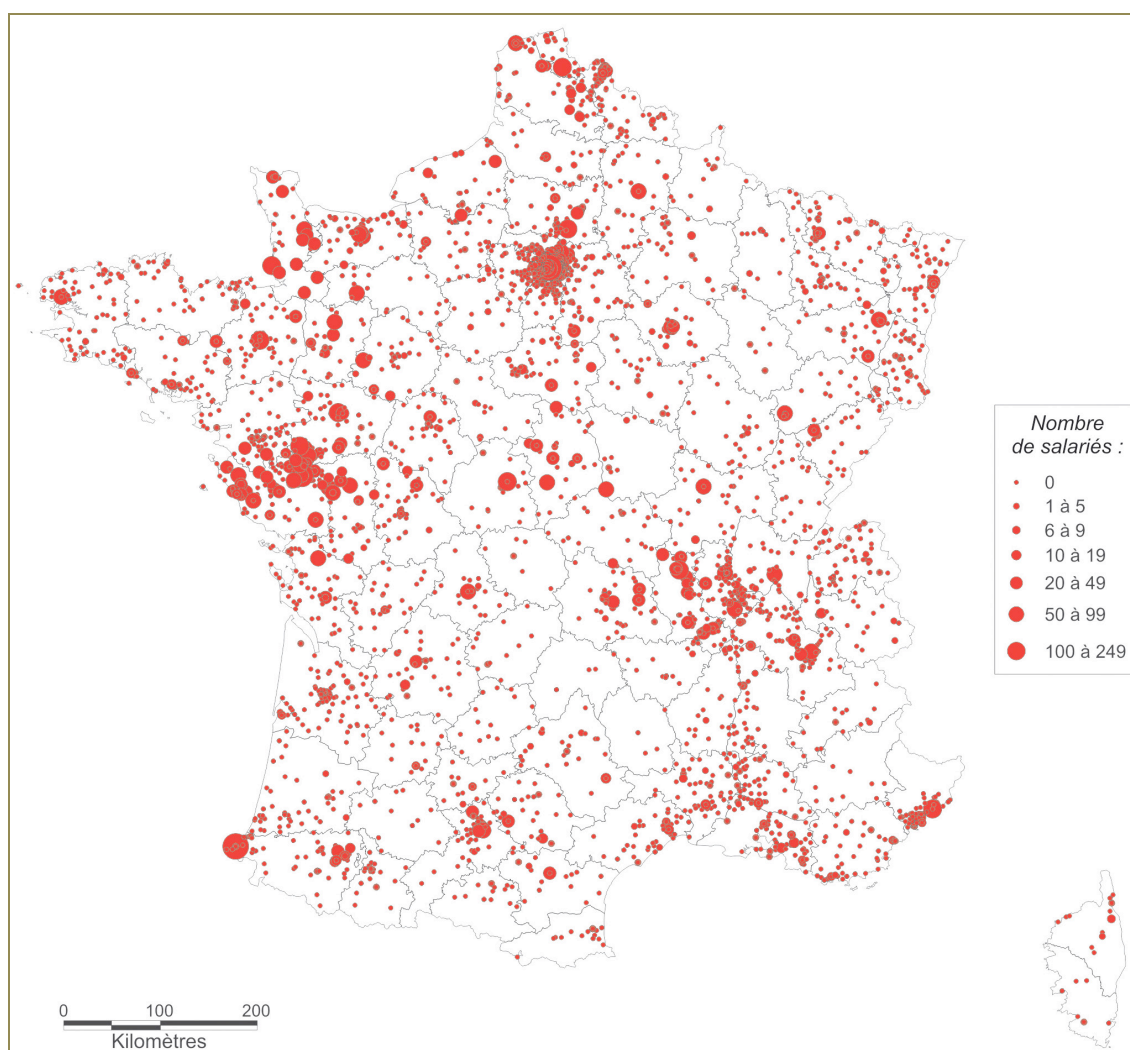 Nombre
de salariés :
0
1 à 5
6 à 9
10 à 19
20 à 49
50 à 99
100 à 249
0 100 200
Kilomètres